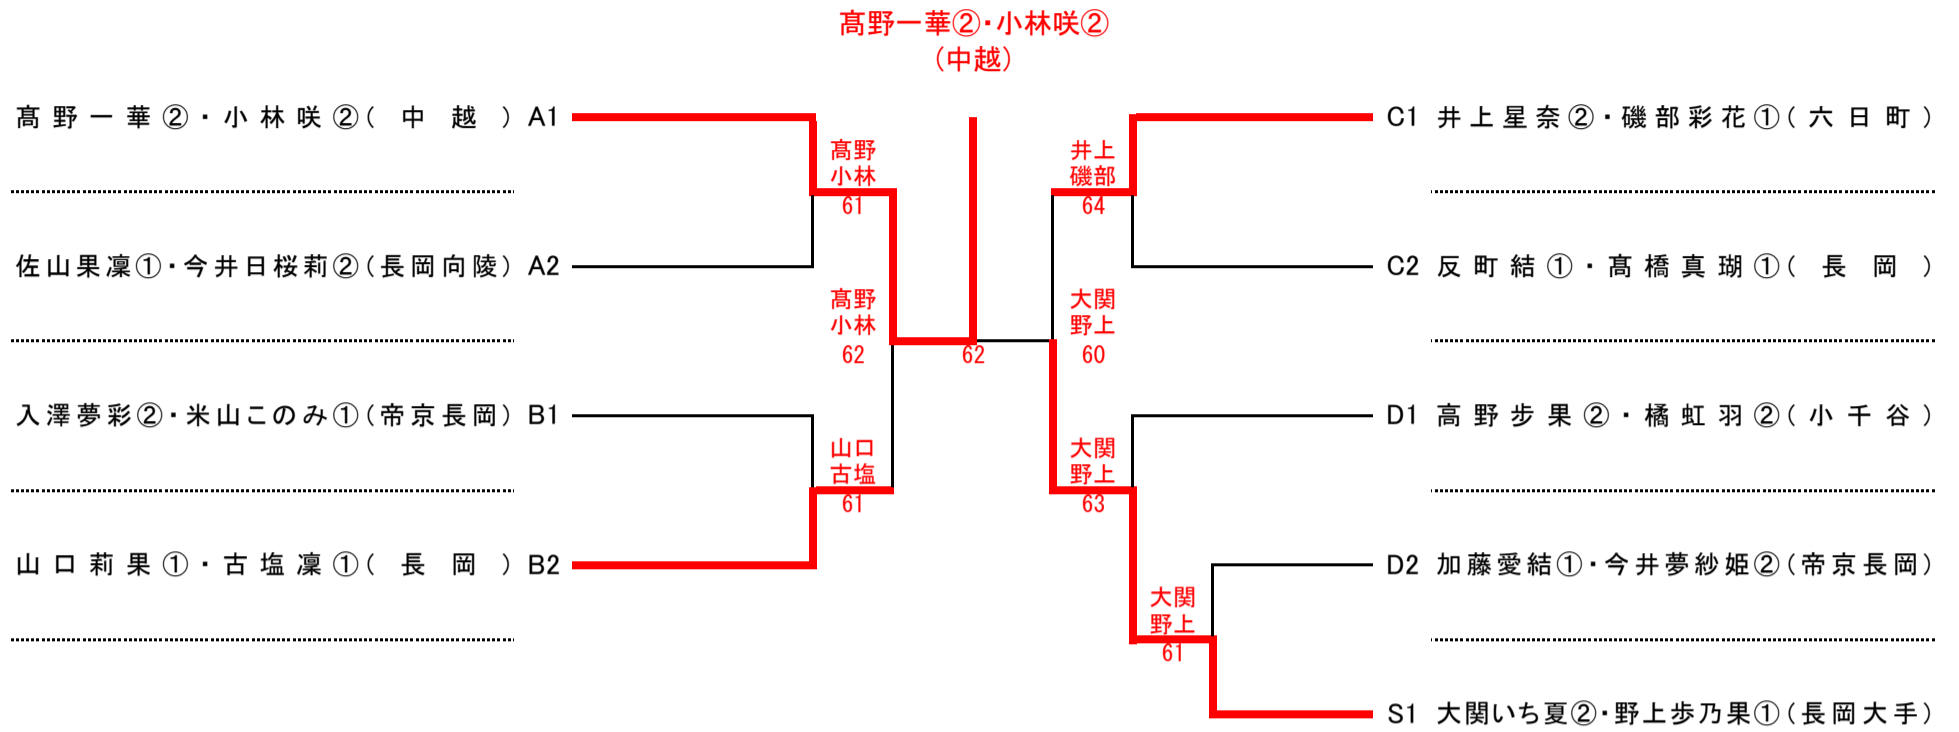 髙野一華②・小林咲②
(中越)
髙野一華②・小林咲②(中越) A1
佐山果凜①・今井日桜莉②(長岡向陵) A2
入澤夢彩②・米山このみ①(帝京長岡) B1
山口莉果①・古塩凜①(長岡) B2
髙野
小林
61
髙野
小林
62
山口
古塩
61
62
井上
磯部
64
大関
野上
60
大関
野上
63
大関
野上
61
C1 井上星奈②・磯部彩花①(六日町)
C2 反町結①・髙橋真瑚①(長岡)
D1 高野歩果②・橘虹羽②(小千谷)
D2 加藤愛結①・今井夢紗姫②(帝京長岡)
S1 大関いち夏②・野上歩乃果①(長岡大手)